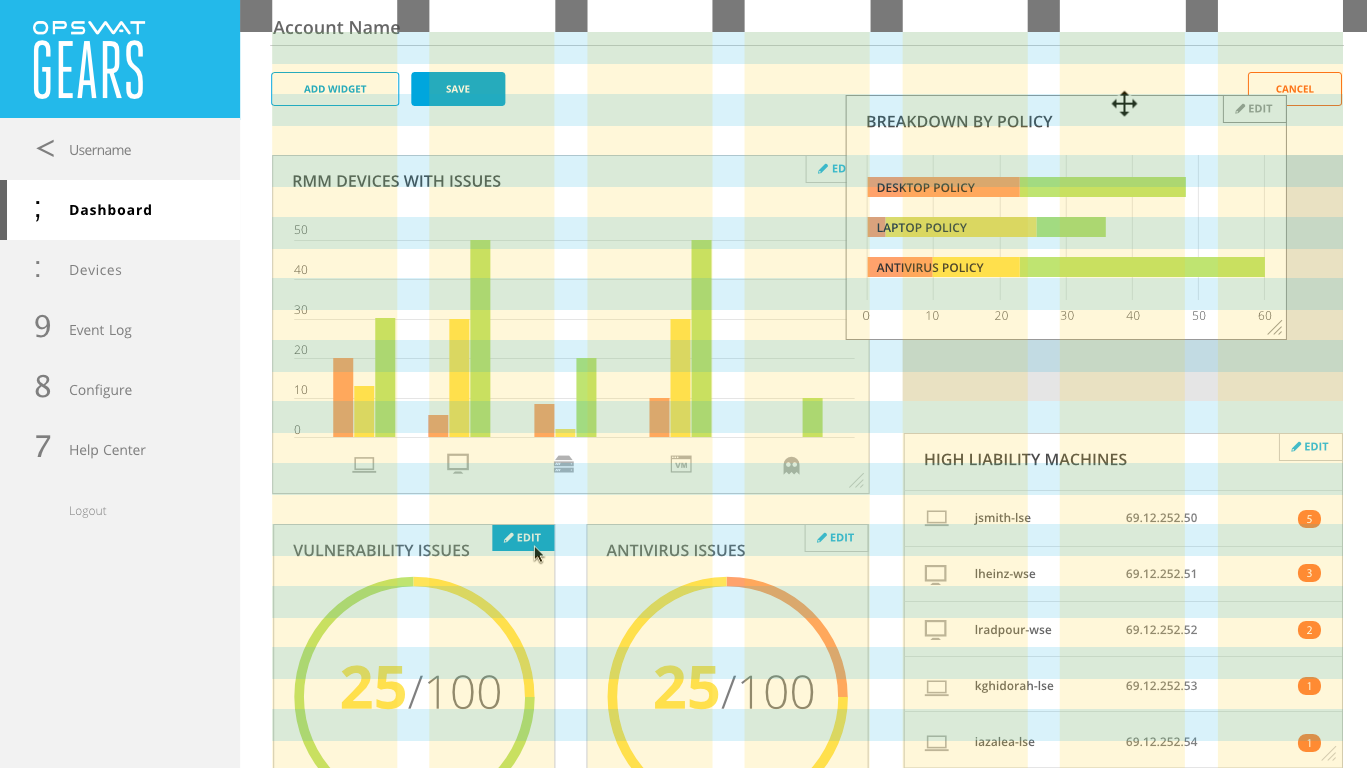 OPSWAT
GEARS
< Username
; Dashboard
: Devices
9 Event Log
8 Configure
7 Help Center
Logout
Account Name
ADD WIDGET
SAVE
CANCEL
RMM DEVICES WITH ISSUES
ED
50
40
30
20
10
0
VM
BREAKDOWN BY POLICY
EDIT
DESKTOP POLICY
LAPTOP POLICY
ANTIVIRUS POLICY
0 10 20 30 40 50 60
VULNERABILITY ISSUES
EDIT
25/100
ANTIVIRUS ISSUES
EDIT
25/100
HIGH LIABILITY MACHINES
EDIT
jsmith-lse 69.12.252.50 5
lheinz-wse 69.12.252.51 3
lradpour-wse 69.12.252.52 2
kghidorah-lse 69.12.252.53 1
iazalea-lse 69.12.252.54 1